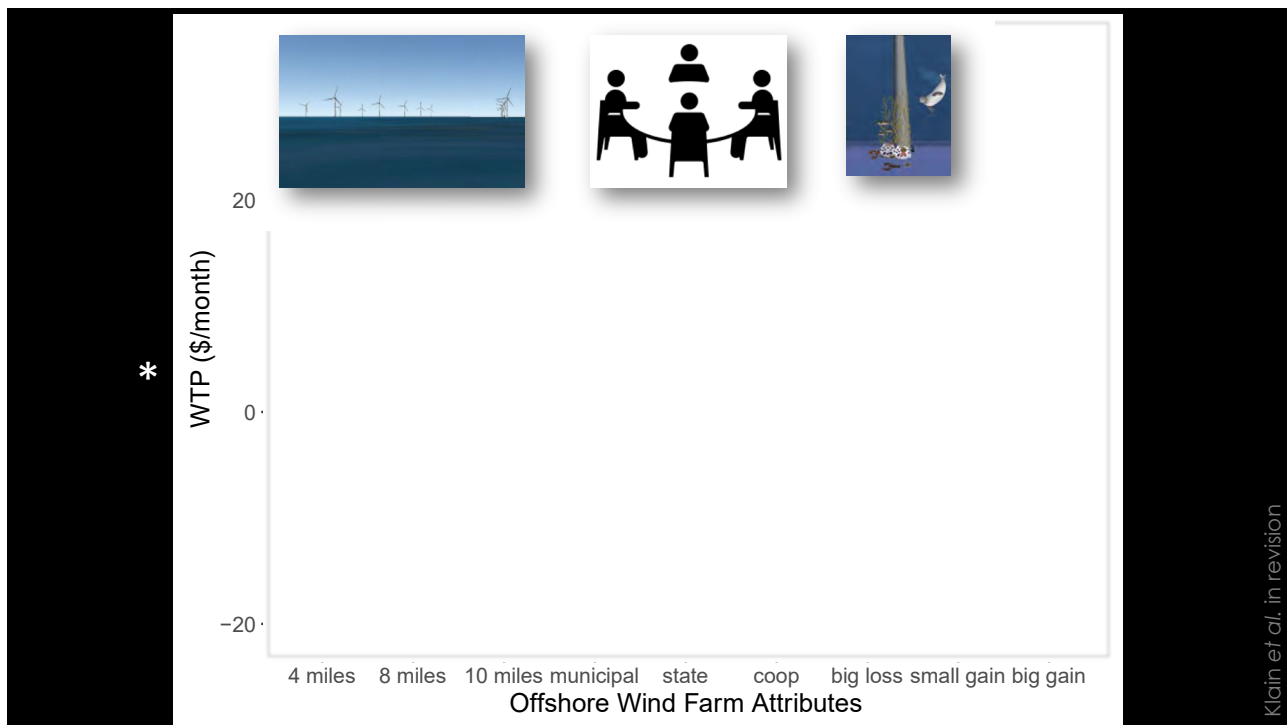 20
WTP ($/month)
*
0
−20
4 miles 8 miles 10 miles municipal state coop big loss small gain big gain
Offshore Wind Farm Attributes
Klain et al. in revision